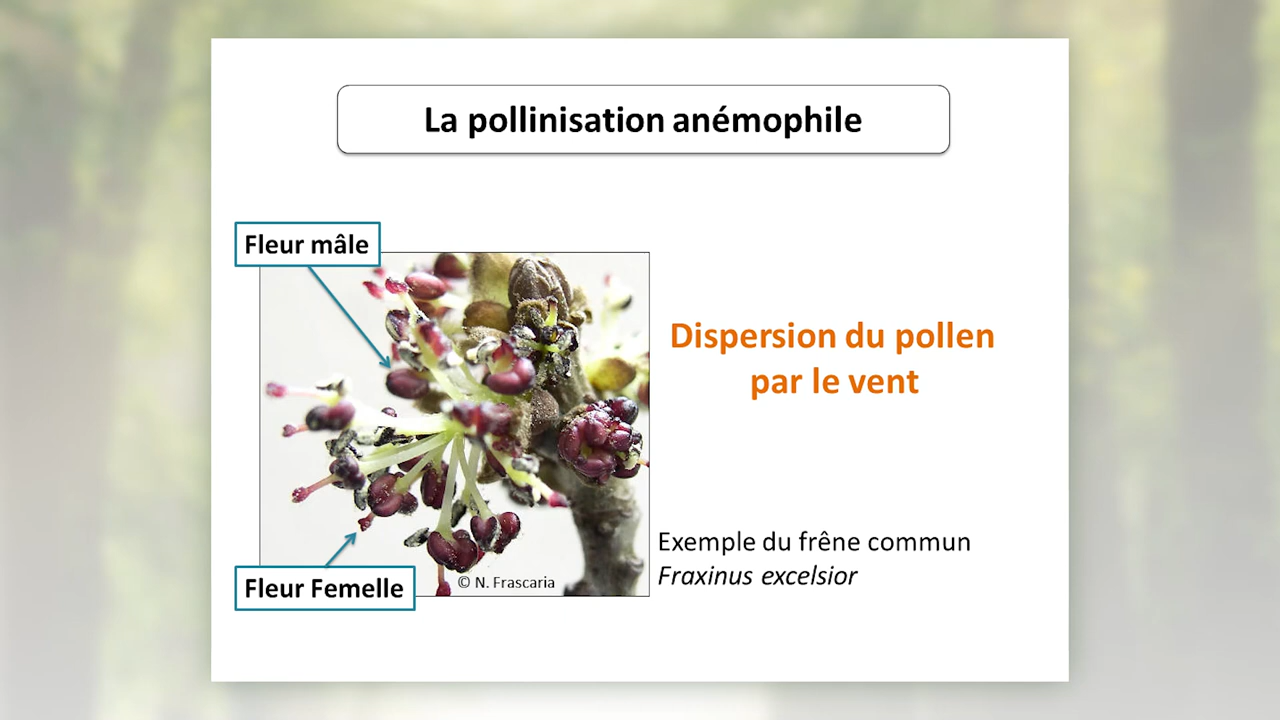 La pollinisation anémophile
Fleur mâle
Dispersion du pollen
par le vent
Exemple du frêne commun
Fraxinus excelsior
© N. Frascaria
Fleur Femelle